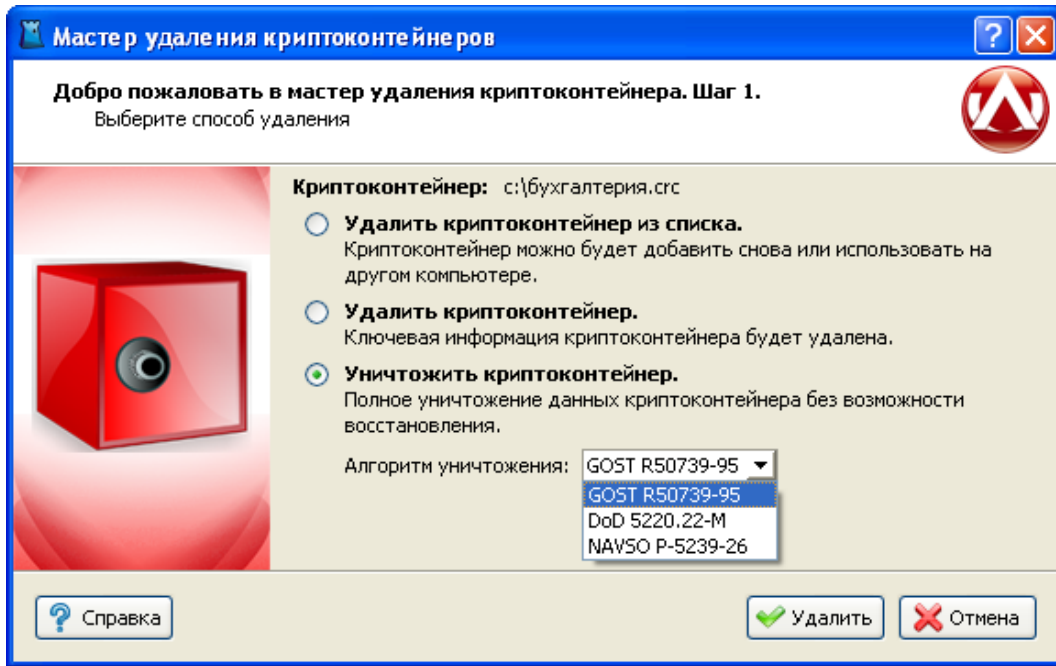 Мастер удаления криптоконтейнеров
Добро пожаловать в мастер удаления криптоконтейнера. Шаг 1.
Выберите способ удаления
Криптоконтейнер: c:\бухгалтерия.crc
Удалить криптоконтейнер из списка.
Криптоконтейнер можно будет добавить снова или использовать на
другом компьютере.
Удалить криптоконтейнер.
Ключевая информация криптоконтейнера будет удалена.
Уничтожить криптоконтейнер.
Полное уничтожение данных криптоконтейнера без возможности
восстановления.
Алгоритм уничтожения: GOST R50739-95
GOST R50739-95
DoD 5220.22-M
NAVSO P-5239-26
? Справка
Удалить
Отмена